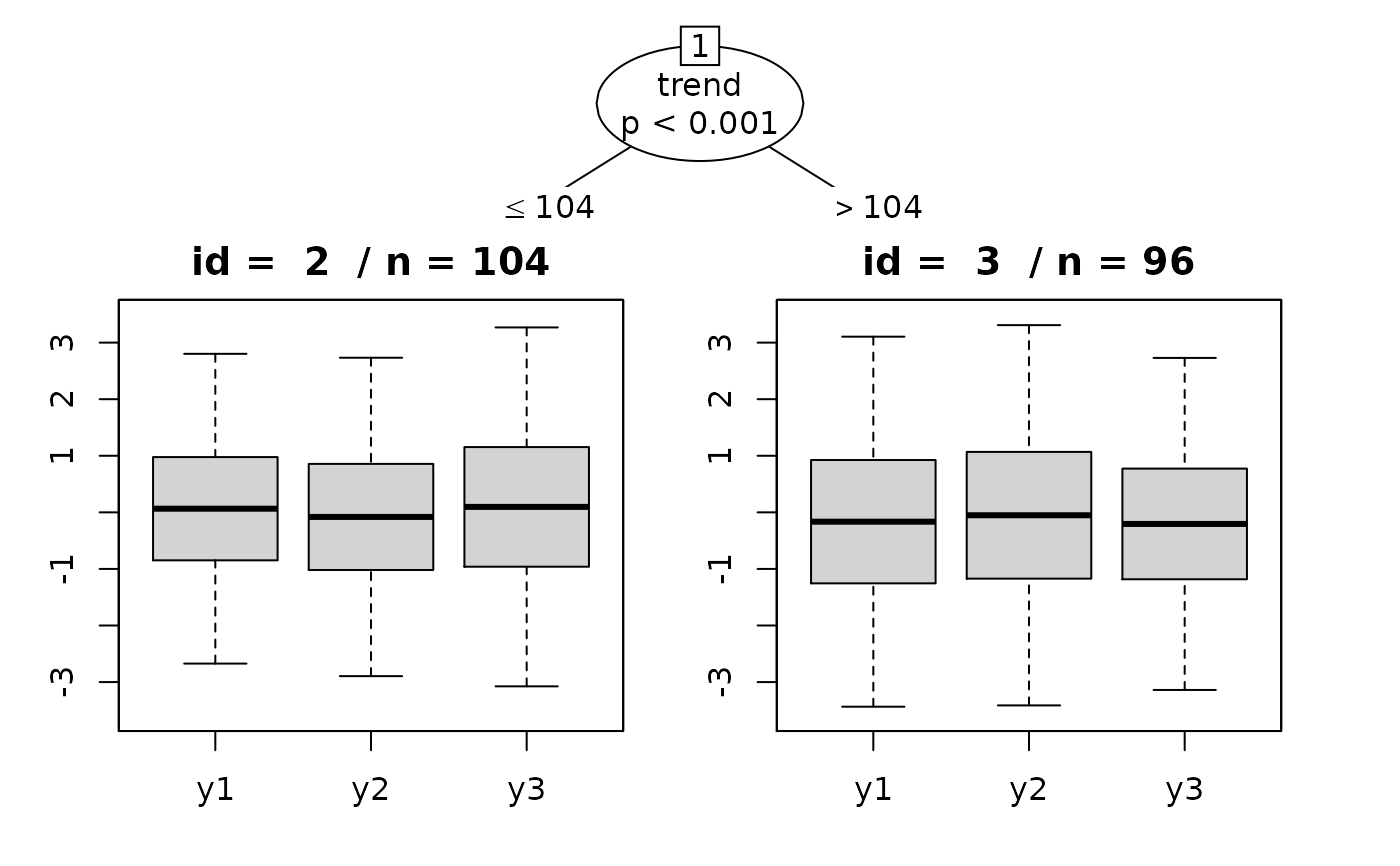 1
trend
p < 0.001
≤ 104
> 104
id = 2 / n = 104
id = 3 / n = 96
3
2
1
-1
-3
y1
y2
y3
3
2
1
-1
-3
y1
y2
y3